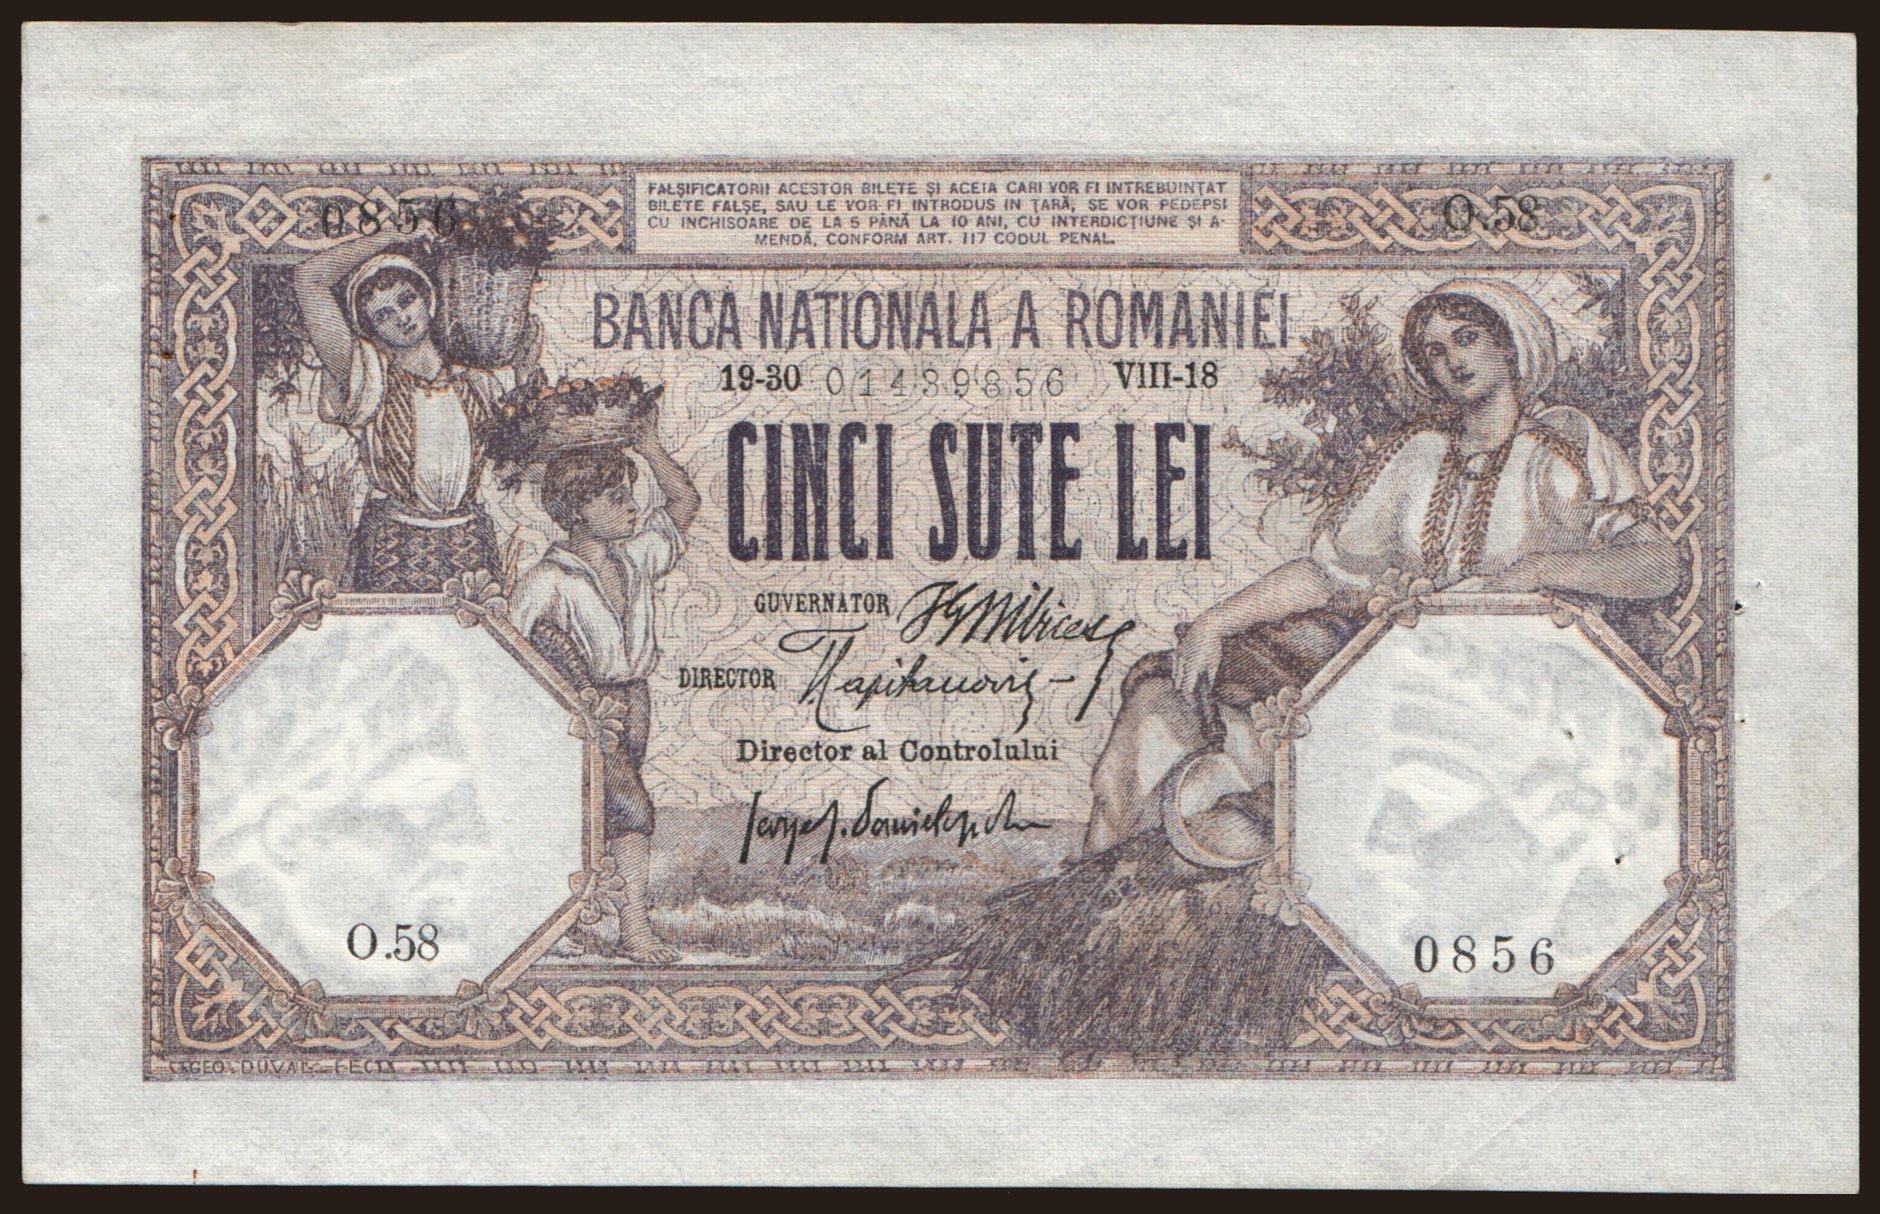 FALȘIFICATORII ACESTOR BILETE ȘI ACEIA CARI VOR FI INTREBUINȚAT
BILETE FALȘE, SAU LE VOR FI INTRODUS IN ȚARĂ, SE VOR PEDEPSI
CU INCHISOARE DE LA 5 PÂNĂ LA 10 ANI, CU INTERDICȚIUNE ȘI A-
MENDĂ, CONFORM ART. 117 CODUL PENAL.
0856
O.58
BANCA NATIONALA A ROMANIEI
19-30 01439856 VIII-18
CINCI SUTE LEI
GUVERNATOR
DIRECTOR
Director al Controlului
O.58
0856
GEO. DUVAL. FECIT